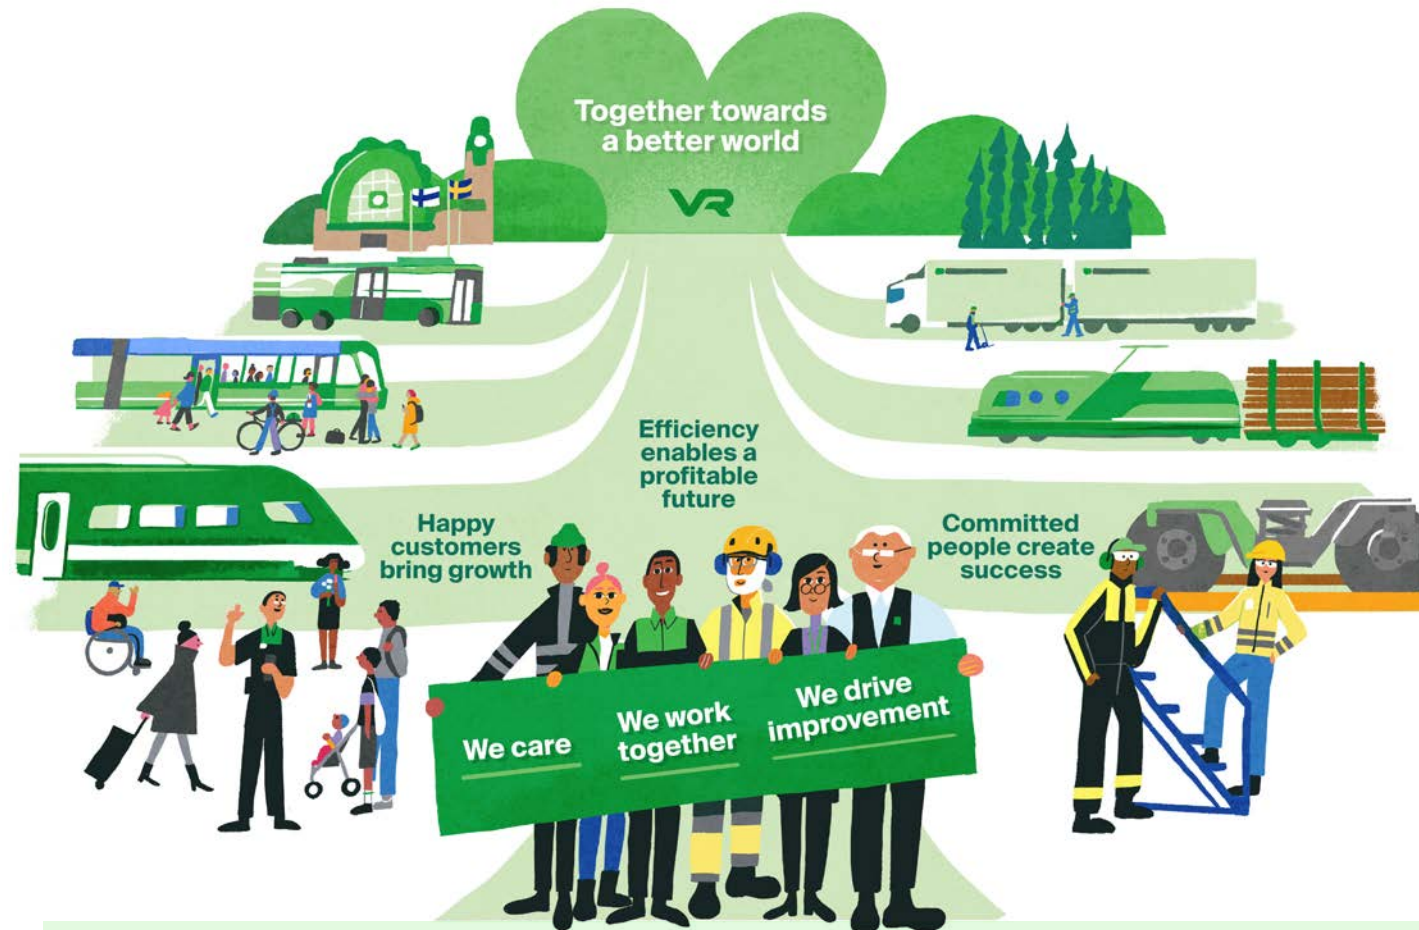 Together towards
a better world
VR
Efficiency
enables a
profitable
future
Happy
customers
bring growth
Committed
people create
success
We care
We work
together
We drive
improvement